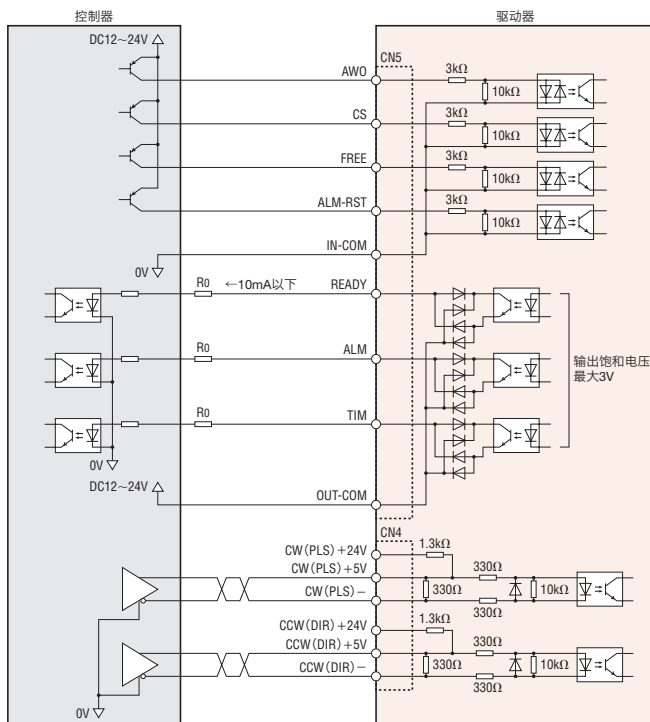 控制器
驱动器
DC12～24V
CN5
AWO
3kΩ
10kΩ
CS
3kΩ
10kΩ
FREE
3kΩ
10kΩ
ALM-RST
3kΩ
10kΩ
IN-COM
0V
R0
←10mA以下
READY
R0
ALM
输出饱和电压
最大3V
R0
TIM
0V
DC12～24V
OUT-COM
CN4
CW(PLS)+24V
1.3kΩ
CW(PLS)+5V
330Ω
CW(PLS)−
330Ω
10kΩ
330Ω
CCW(DIR)+24V
1.3kΩ
CCW(DIR)+5V
330Ω
CCW(DIR)−
330Ω
10kΩ
330Ω
0V